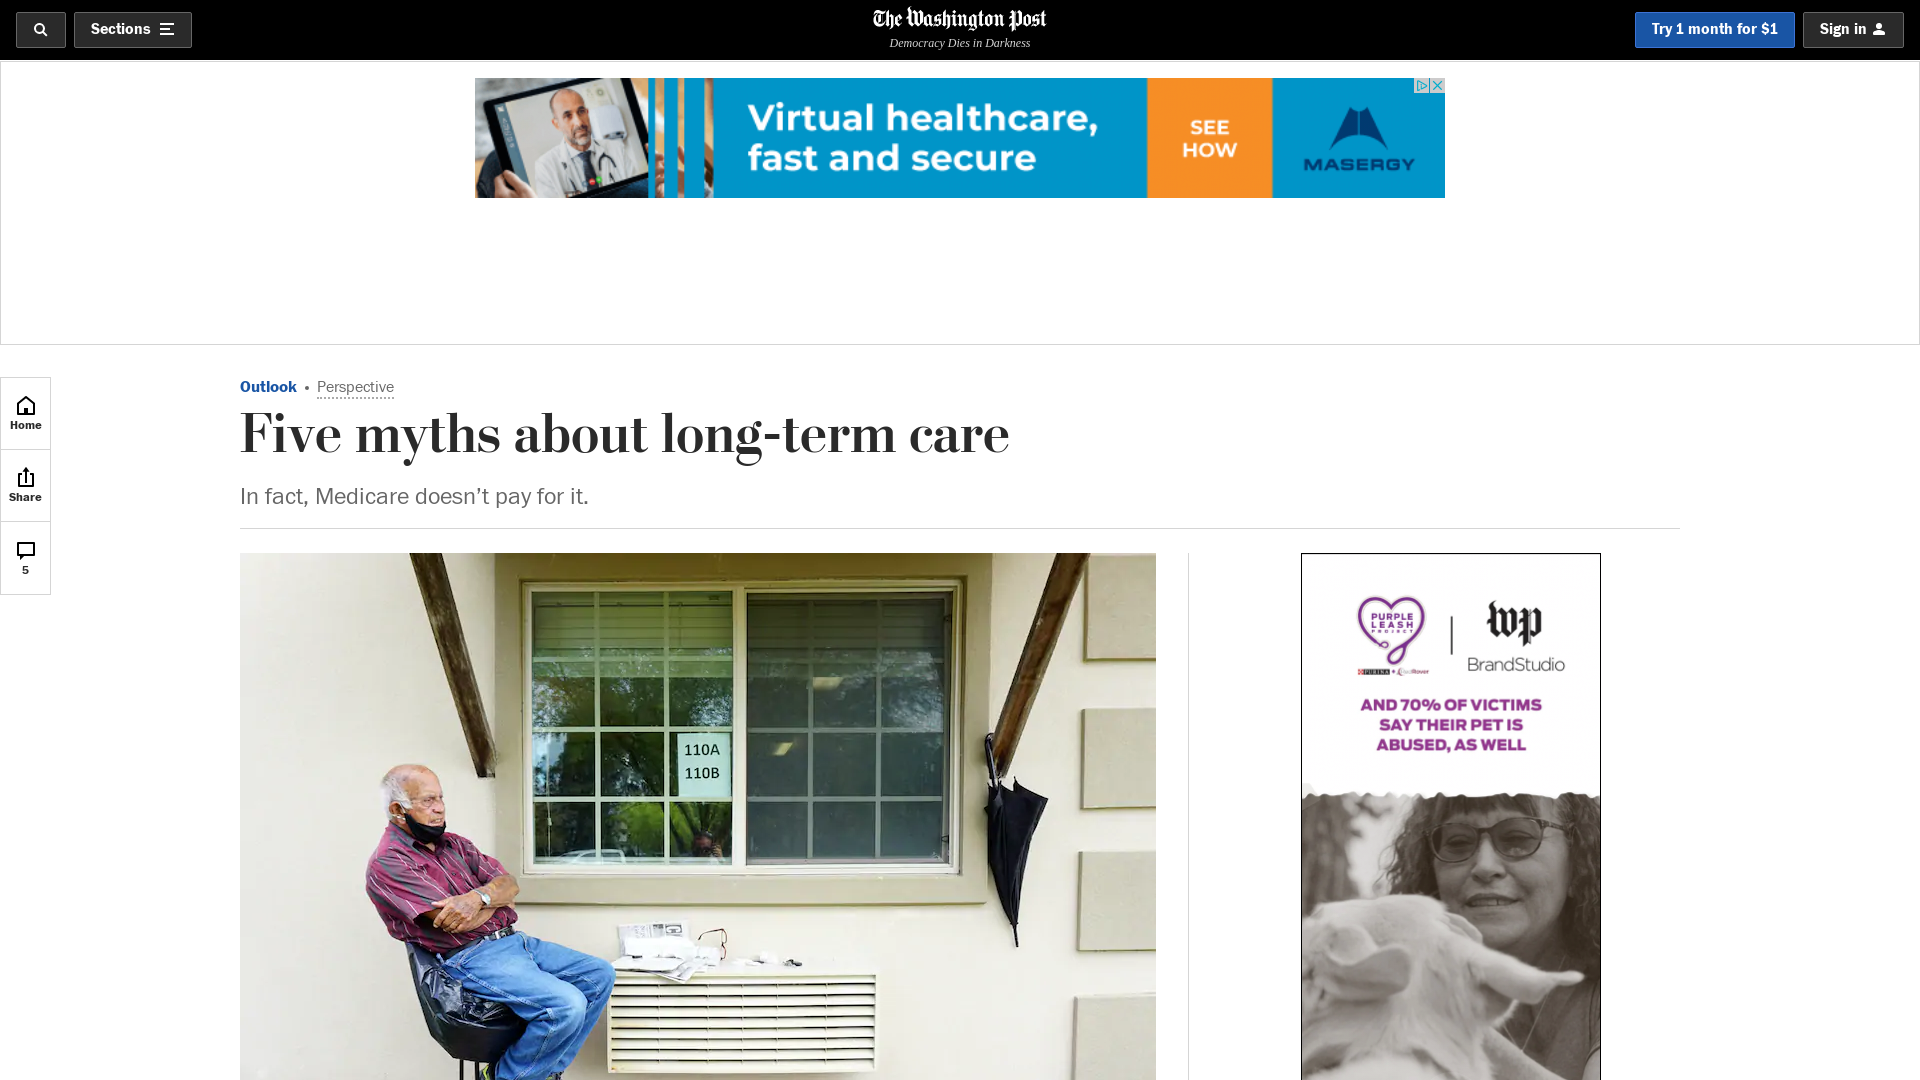 Sections
The Washington Post
Democracy Dies in Darkness
Try 1 month for $1
Sign in
Virtual healthcare,
fast and secure
SEE
HOW
MASERGY
Home
Share
5
Outlook • Perspective
Five myths about long-term care
In fact, Medicare doesn’t pay for it.
110A
110B
PURPLE
LEASH
PROJECT
PURINA
wp
BrandStudio
AND 70% OF VICTIMS
SAY THEIR PET IS
ABUSED, AS WELL